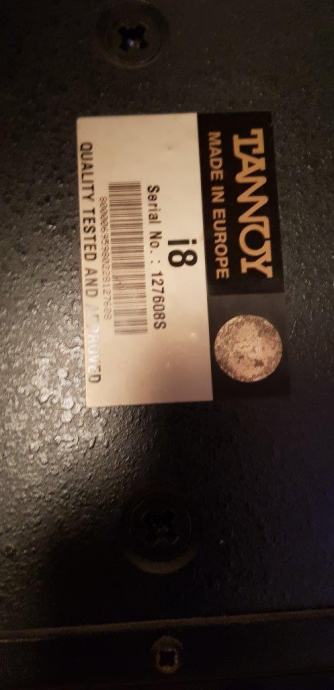 TANNOY
MADE IN EUROPE
i8
Serial No.: 127608S
QUALITY TESTED AND APPROVED